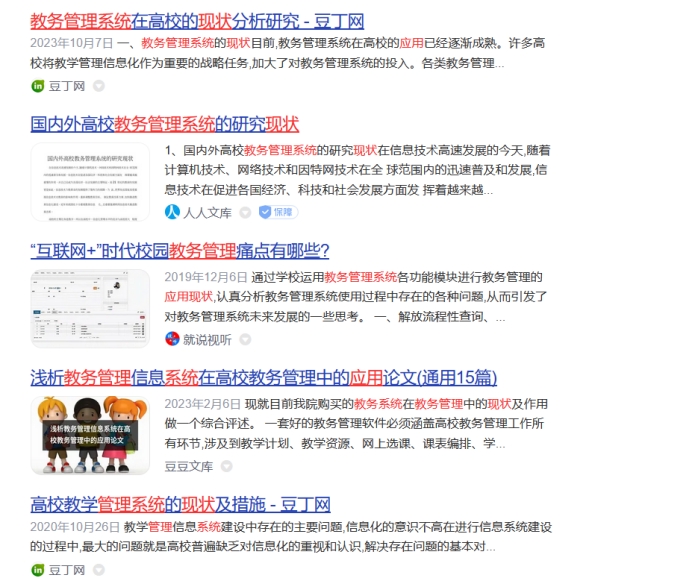 教务管理系统在高校的现状分析研究 - 豆丁网
2023年10月7日 一、教务管理系统的现状目前,教务管理系统在高校的应用已经逐渐成熟。许多高
校将教学管理信息化作为重要的战略任务,加大了对教务管理系统的投入。各类教务管理...
豆丁网
国内外高校教务管理系统的研究现状
国内外高校教务管理系统的研究现状
1、国内外高校教务管理系统的研究现状在信息技术高速发展的今天,随着
计算机技术、网络技术和因特网技术在全 球范围内的迅速普及和发展,信
息技术在促进各国经济、科技和社会发展方面发 挥着越来越...
人人文库 保障
“互联网+”时代校园教务管理痛点有哪些?
2019年12月6日 通过学校运用教务管理系统各功能模块进行教务管理的
应用现状,认真分析教务管理系统使用过程中存在的各种问题,从而引发了
对教务管理系统未来发展的一些思考。 一、解放流程性查询、...
就说视听
浅析教务管理信息系统在高校教务管理中的应用论文(通用15篇)
浅析教务管理信息系统在高
校教务管理中的应用论文
2023年2月6日 现就目前我院购买的教务系统在教务管理中的现状及作用
做一个综合评述。 一套好的教务管理软件必须涵盖高校教务管理工作所
有环节,涉及到教学计划、教学资源、网上选课、课表编排、学...
豆豆文库
高校教学管理系统的现状及措施 - 豆丁网
2020年10月26日 教学管理信息系统建设中存在的主要问题,信息化的意识不高在进行信息系统建设
的过程中,最大的问题就是高校普遍缺乏对信息化的重视和认识,解决存在问题的基本对...
in 豆丁网